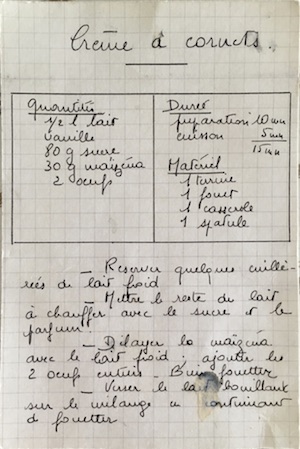 Crème à cornets.
Quantités
1/2 l lait
vanille
80 g sucre
30 g maïzena
2 oeufs
Durée
préparation 10 mn
cuisson 5 mn
15 mn
Matériel
1 terrine
1 fouet
1 casserole
1 spatule
_ Réserver quelques cuille-
rées de lait froid
_ Mettre le reste du lait
à chauffer avec le sucre et le
parfum.
_ Délayer la maïzena
avec le lait froid ; ajouter les
2 oeufs entiers. Bien fouetter
_ Verser le lait bouillant
sur le mélange en continuant
à fouetter